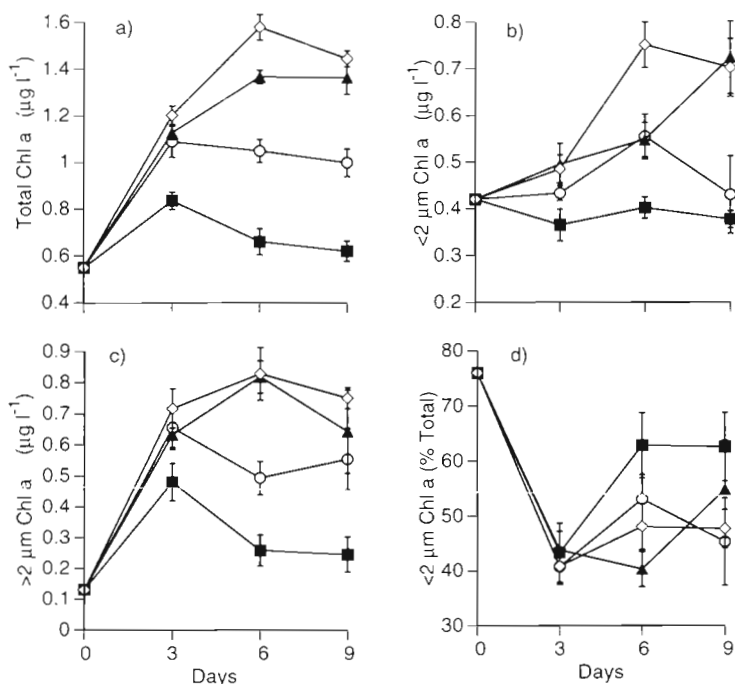 a)
Total Chl a (µg l⁻¹)
1.6
1.4
1.2
1
0.8
0.6
0.4
b)
<2 µm Chl a (µg l⁻¹)
0.8
0.7
0.6
0.5
0.4
0.3
0.2
c)
>2 µm Chl a (µg l⁻¹)
0.9
0.8
0.7
0.6
0.5
0.4
0.3
0.2
0.1
0
0 3 6 9
Days
d)
<2 µm Chl a (% Total)
80
70
60
50
40
30
0 3 6 9
Days